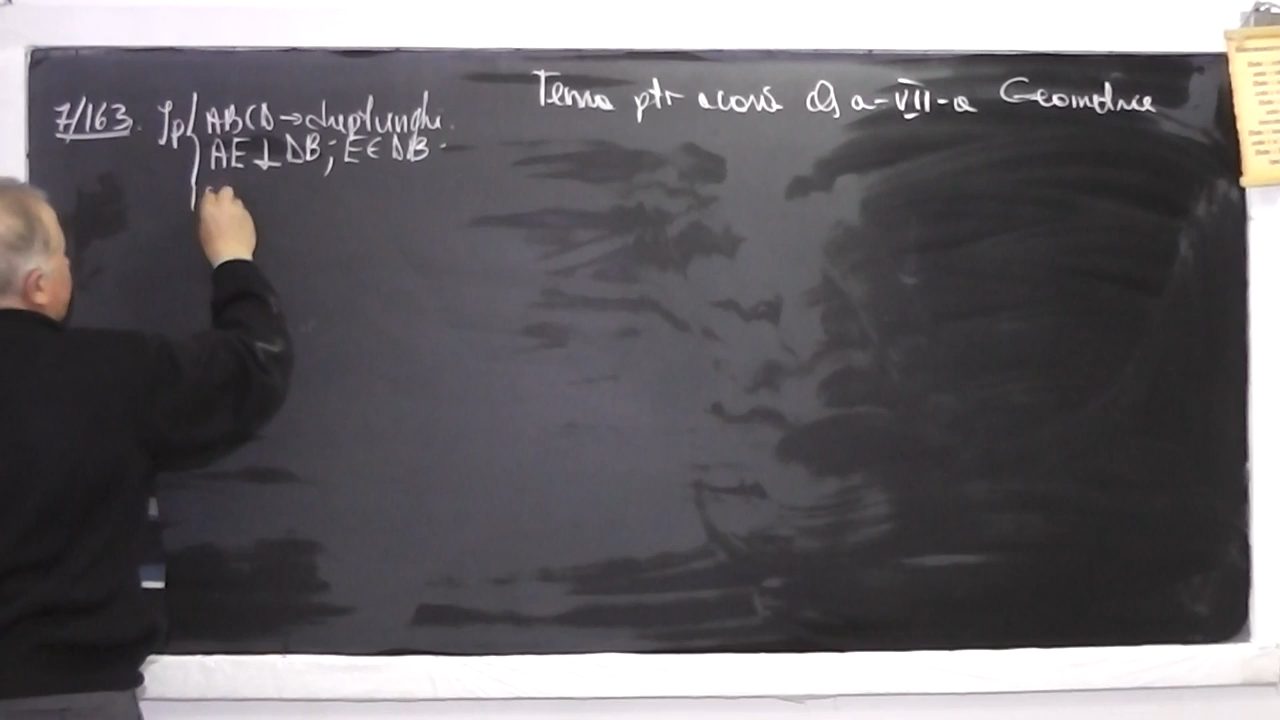 Tema ptr acasă Cls a-VII-a Geometrie
7/163. Ip { ABCD → dreptunghi.
AE ⊥ DB; E ∈ DB.